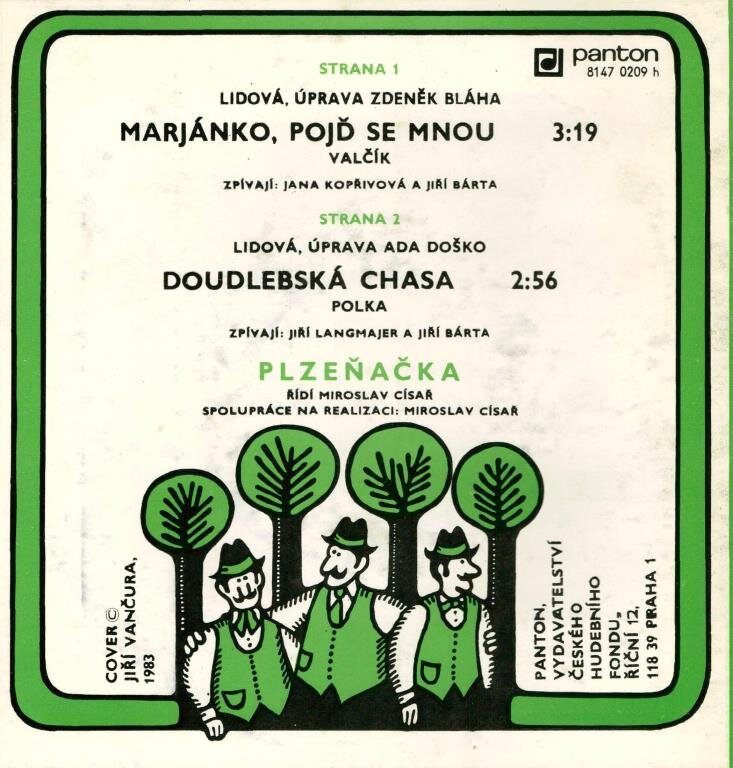 panton
8147 0209 h
STRANA 1
LIDOVÁ, ÚPRAVA ZDENĚK BLÁHA
MARJÁNKO, POJĎ SE MNOU 3:19
VALČÍK
ZPÍVAJÍ: JANA KOPŘIVOVÁ A JIŘÍ BÁRTA
STRANA 2
LIDOVÁ, ÚPRAVA ADA DOŠKO
DOUDLEBSKÁ CHASA 2:56
POLKA
ZPÍVAJÍ: JIŘÍ LANGMAJER A JIŘÍ BÁRTA
PLZEŇAČKA
ŘÍDÍ MIROSLAV CÍSAŘ
SPOLUPRÁCE NA REALIZACI: MIROSLAV CÍSAŘ
COVER ©
JIŘÍ VANČURA,
1983
PANTON,
VYDAVATELSTVÍ
ČESKÉHO
HUDEBNÍHO
FONDU,
ŘÍČNÍ 12,
118 39 PRAHA 1